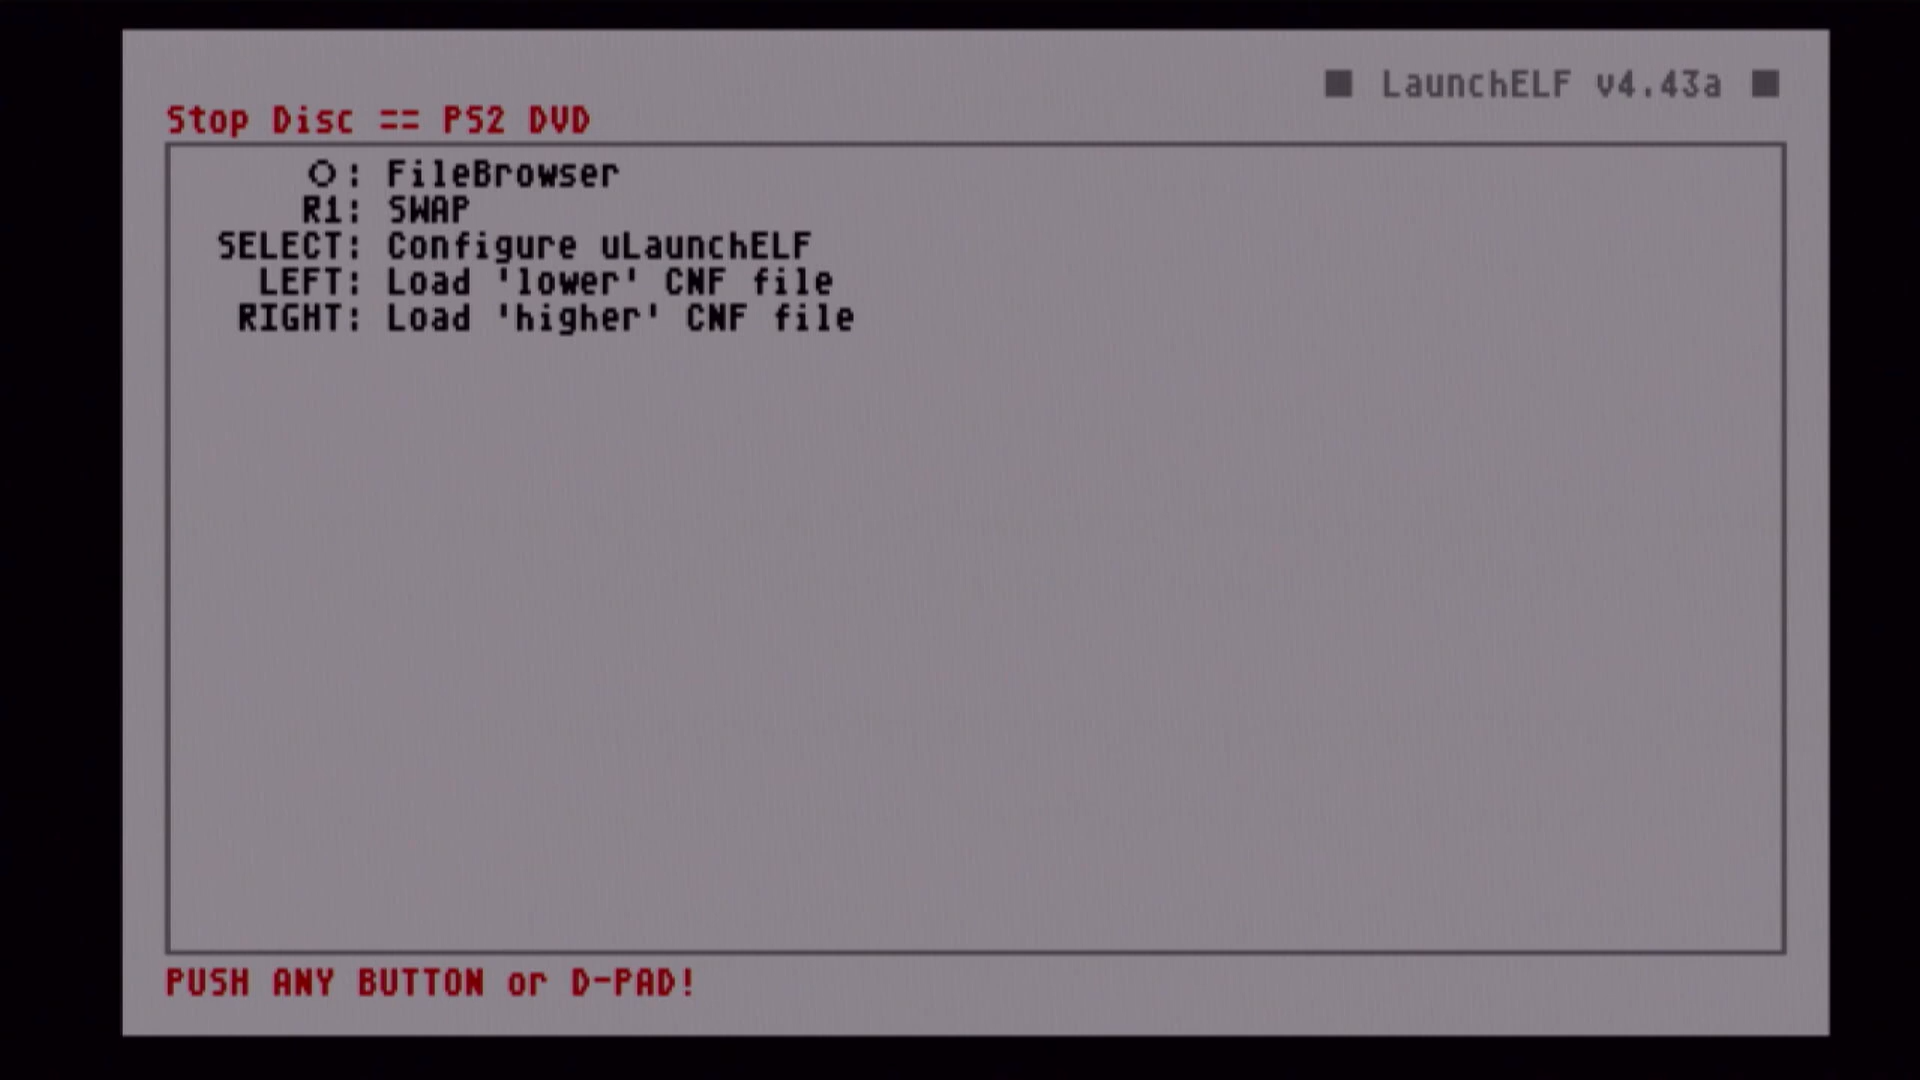 ■ LaunchELF v4.43a ■
Stop Disc == PS2 DVD
○: FileBrowser
R1: SWAP
SELECT: Configure uLaunchELF
LEFT: Load 'lower' CNF file
RIGHT: Load 'higher' CNF file
PUSH ANY BUTTON or D-PAD!